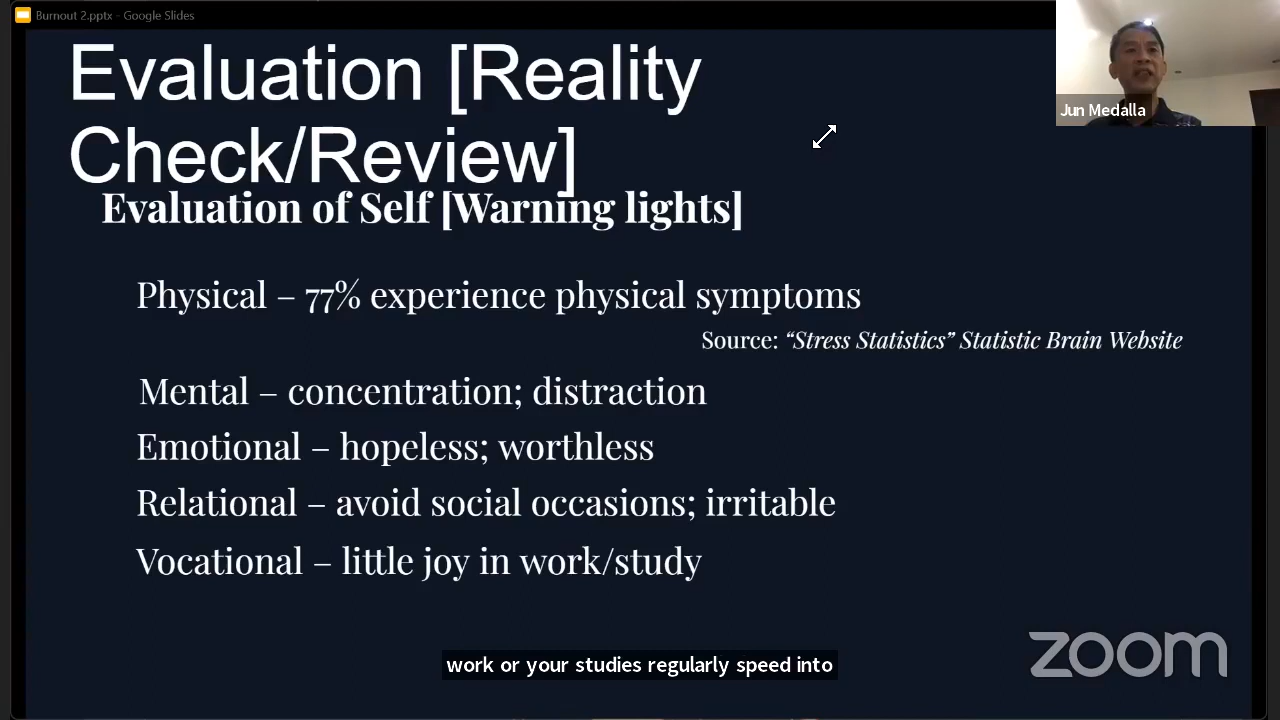 Burnout 2.pptx - Google Slides
Evaluation [Reality
Check/Review]
Jun Medalla
Evaluation of Self [Warning lights]
Physical – 77% experience physical symptoms
Source: “Stress Statistics” Statistic Brain Website
Mental – concentration; distraction
Emotional – hopeless; worthless
Relational – avoid social occasions; irritable
Vocational – little joy in work/study
work or your studies regularly speed into
zoom